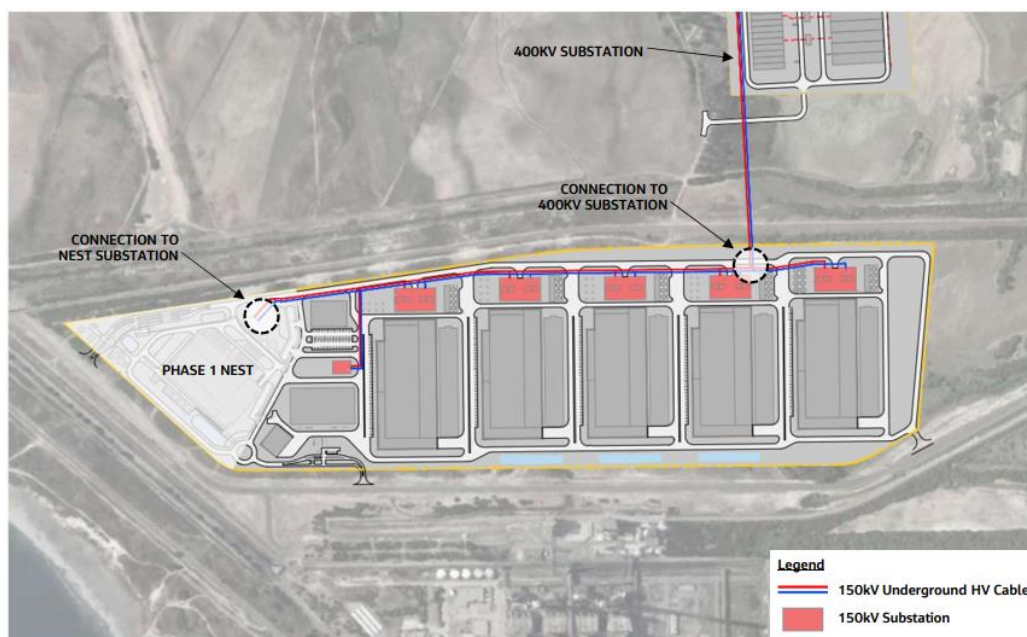 400KV SUBSTATION
CONNECTION TO
400KV SUBSTATION
CONNECTION TO
NEST SUBSTATION
PHASE 1 NEST
Legend
150kV Underground HV Cable
150kV Substation